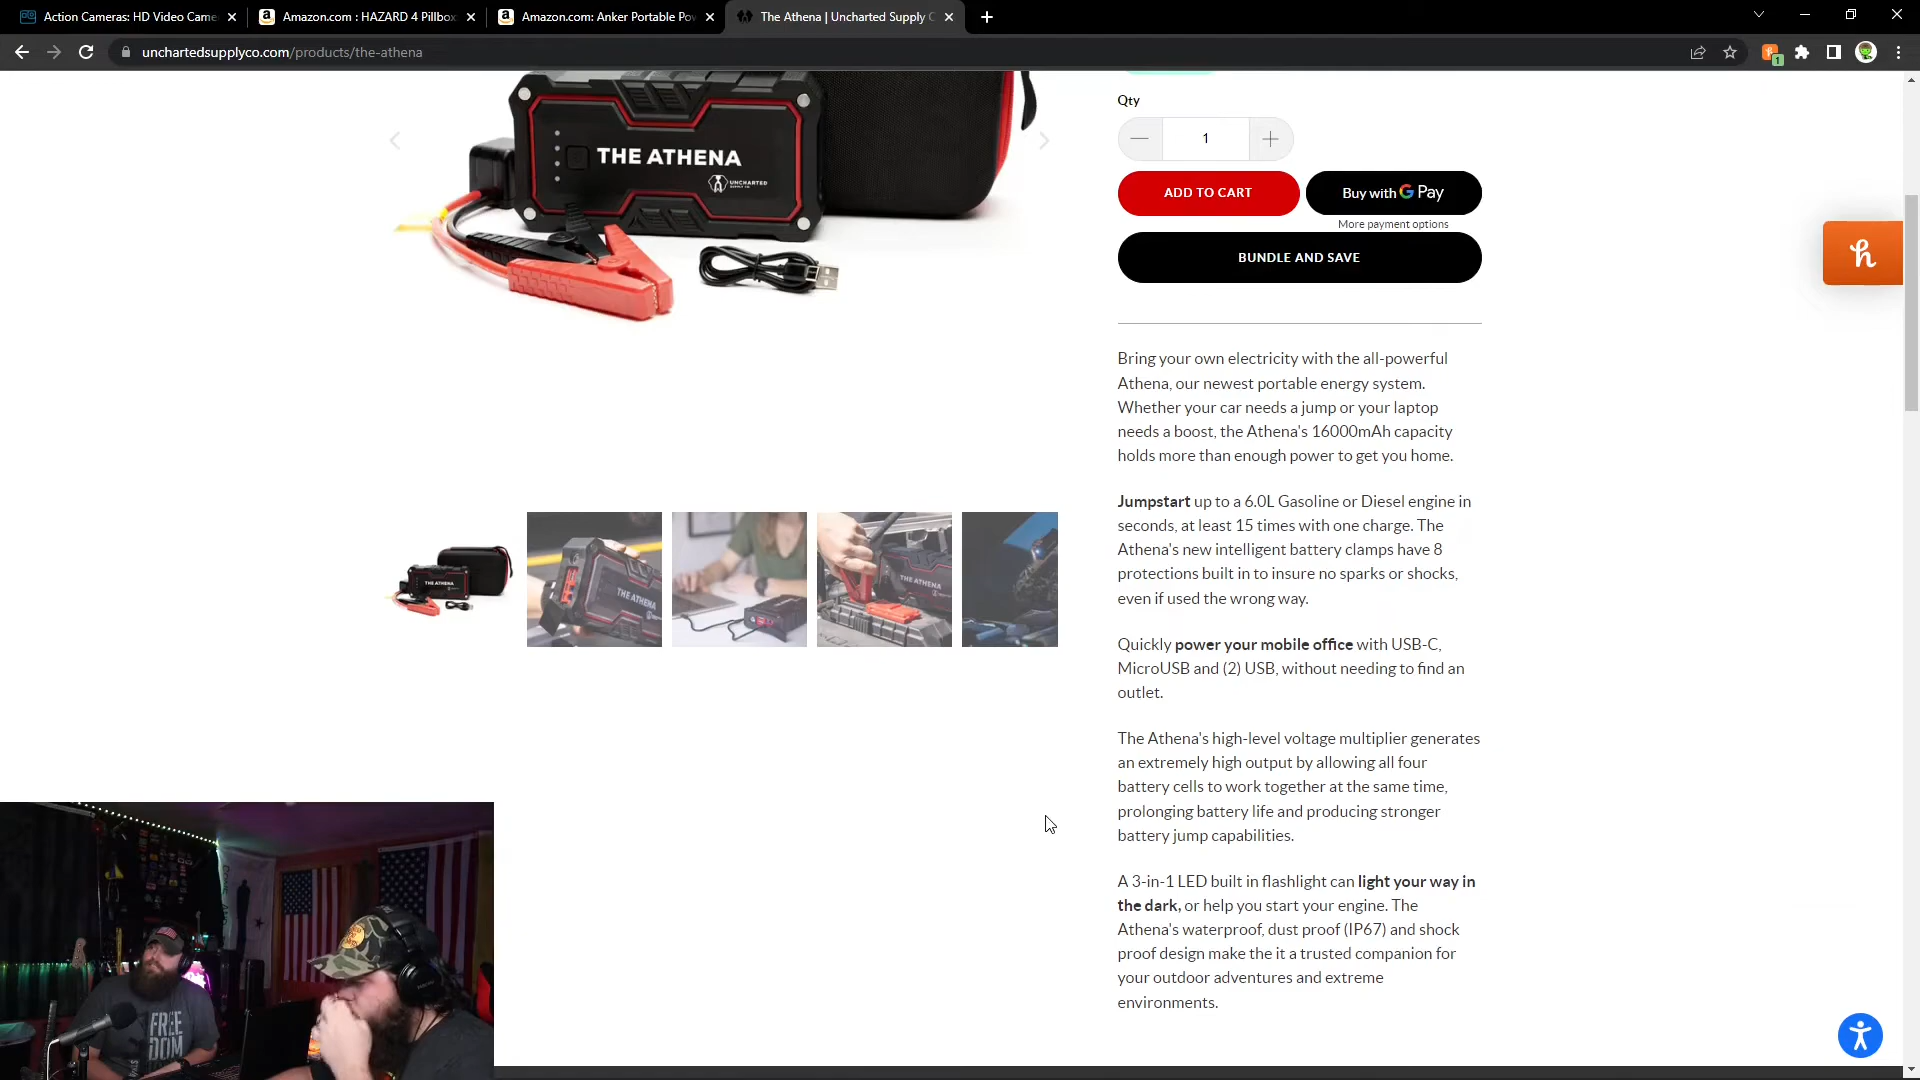 Action Cameras: HD Video Came
Amazon.com : HAZARD 4 Pillbox
Amazon.com: Anker Portable Po
The Athena | Uncharted Supply C
unchartedsupplyco.com/products/the-athena
1
THE ATHENA
UNCHARTED
SUPPLY CO
Qty
1
ADD TO CART
Buy with G Pay
More payment options
BUNDLE AND SAVE
h
Bring your own electricity with the all-powerful
Athena, our newest portable energy system.
Whether your car needs a jump or your laptop
needs a boost, the Athena's 16000mAh capacity
holds more than enough power to get you home.
Jumpstart up to a 6.0L Gasoline or Diesel engine in
seconds, at least 15 times with one charge. The
Athena's new intelligent battery clamps have 8
protections built in to insure no sparks or shocks,
even if used the wrong way.
THE ATHENA
THE ATHENA
THE ATHENA
Quickly power your mobile office with USB-C,
MicroUSB and (2) USB, without needing to find an
outlet.
The Athena's high-level voltage multiplier generates
an extremely high output by allowing all four
battery cells to work together at the same time,
prolonging battery life and producing stronger
battery jump capabilities.
A 3-in-1 LED built in flashlight can light your way in
the dark, or help you start your engine. The
Athena's waterproof, dust proof (IP67) and shock
proof design make the it a trusted companion for
your outdoor adventures and extreme
environments.
FREE
DOM